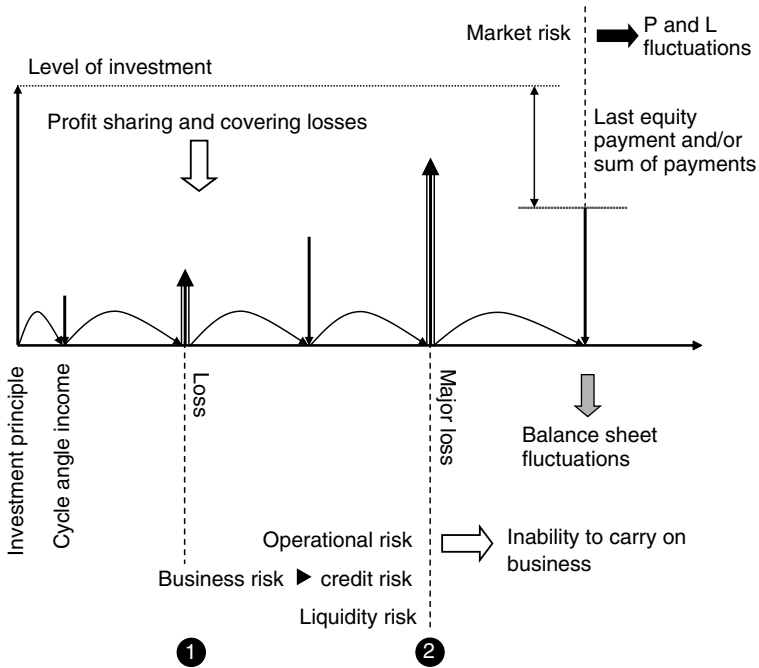 Market risk
P and L
fluctuations
Level of investment
Profit sharing and covering losses
Last equity
payment and/or
sum of payments
Investment principle
Cycle angle income
Loss
Major loss
Balance sheet
fluctuations
Operational risk
Inability to carry on
business
Business risk
credit risk
Liquidity risk
1
2